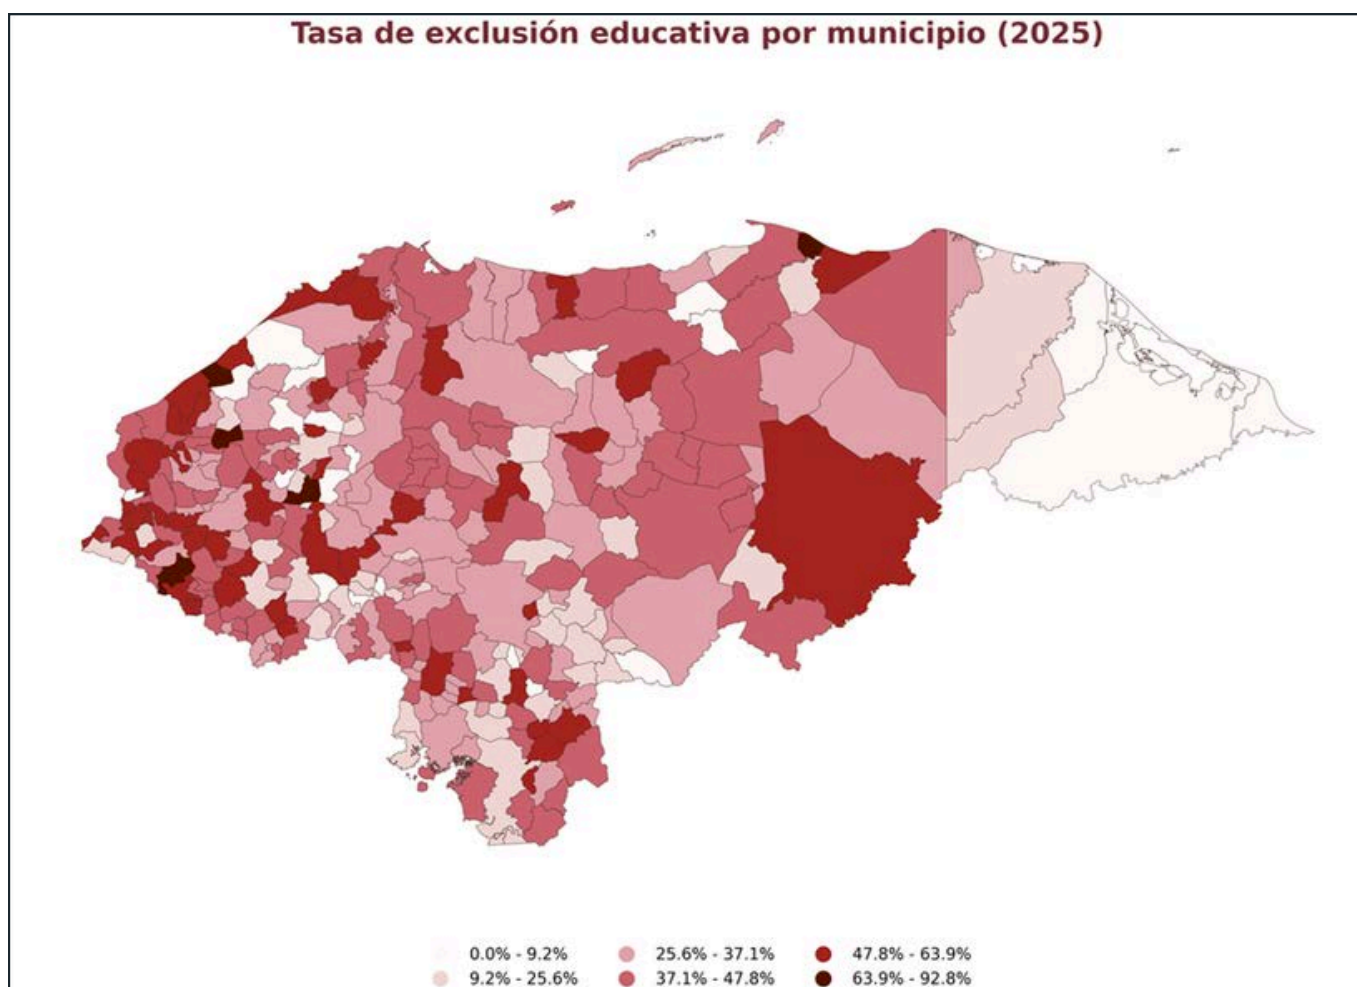 Tasa de exclusión educativa por municipio (2025)
0.0% - 9.2%
9.2% - 25.6%
25.6% - 37.1%
37.1% - 47.8%
47.8% - 63.9%
63.9% - 92.8%